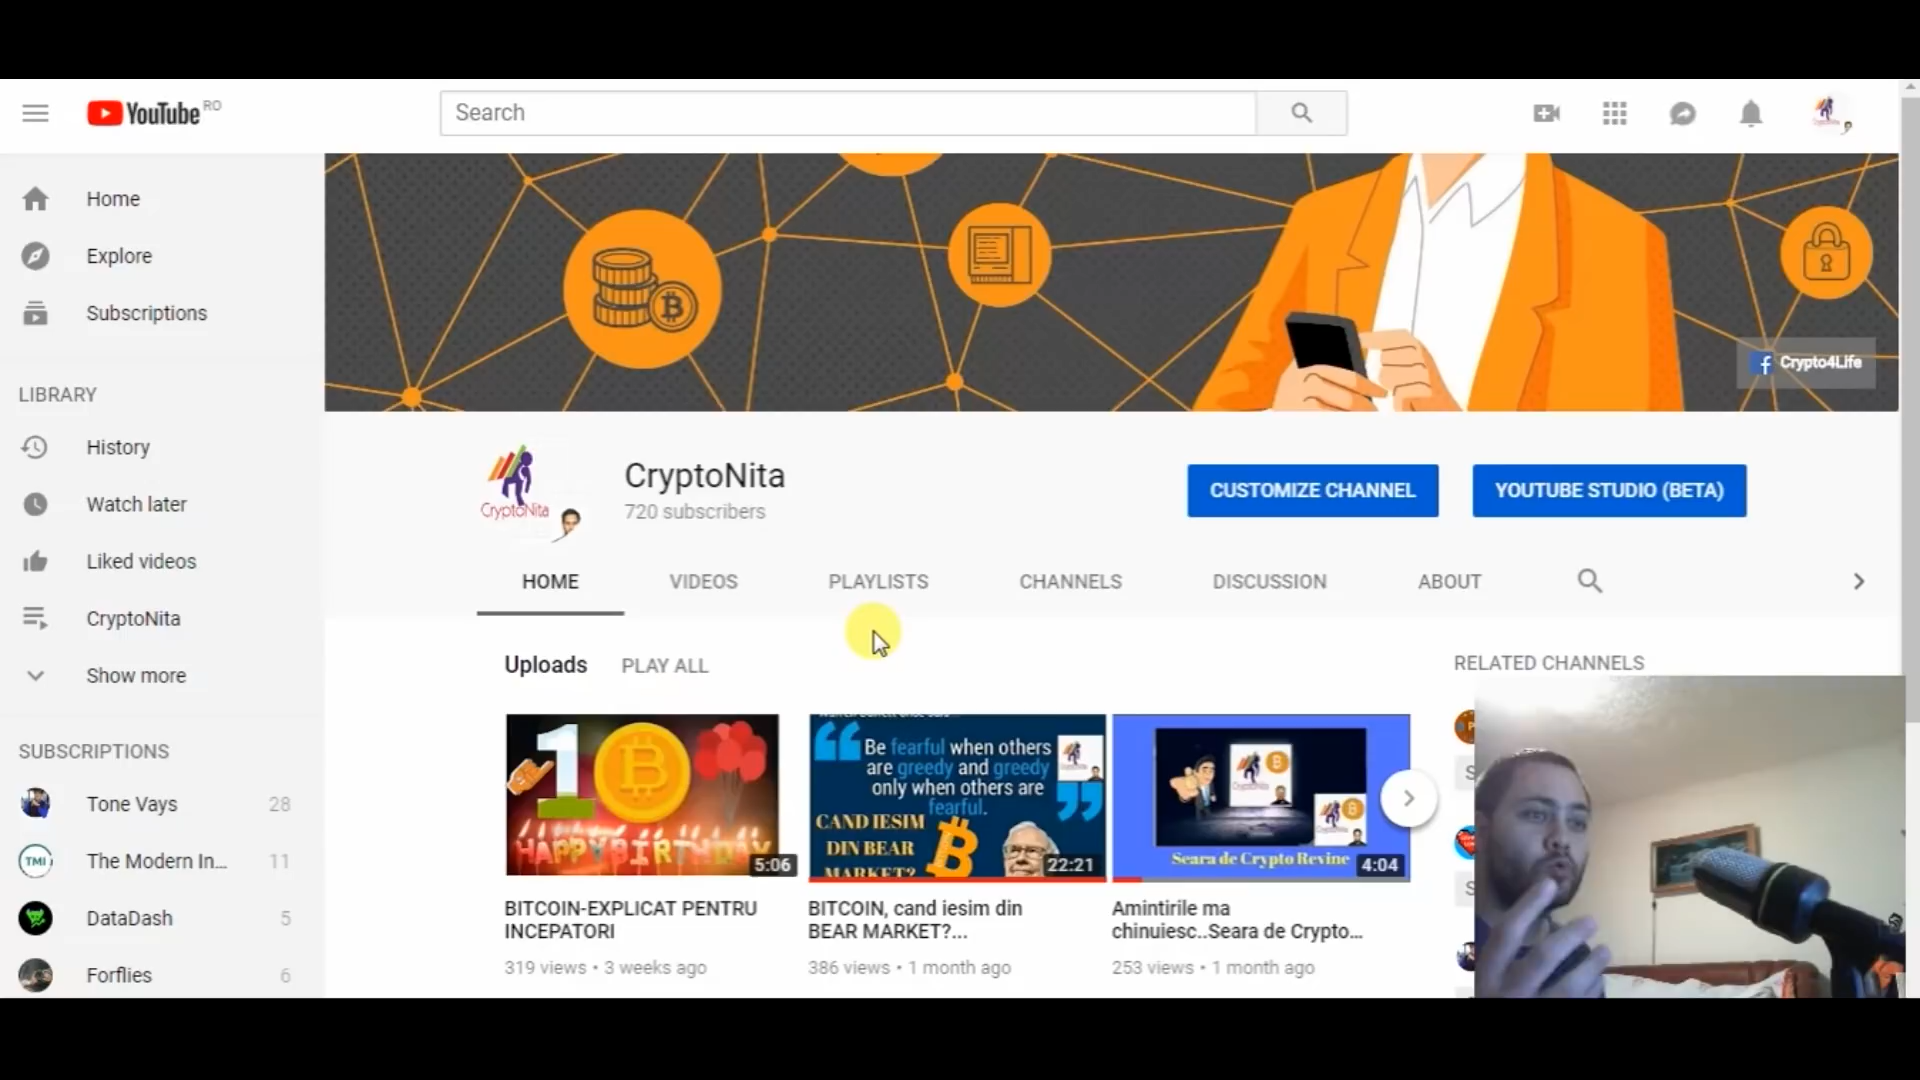 YouTube RO
Search
Home
Explore
Subscriptions
LIBRARY
History
Watch later
Liked videos
CryptoNita
Show more
SUBSCRIPTIONS
Tone Vays 28
TMI The Modern In... 11
DataDash 5
Forflies 6
Crypto4Life
CryptoNita
CryptoNita
720 subscribers
CUSTOMIZE CHANNEL
YOUTUBE STUDIO (BETA)
HOME VIDEOS PLAYLISTS CHANNELS DISCUSSION ABOUT
Uploads PLAY ALL
RELATED CHANNELS
10
HAPPY BIRTHDAY
5:06
BITCOIN-EXPLICAT PENTRU
INCEPATORI
319 views • 3 weeks ago
Be fearful when others
are greedy and greedy
only when others are
fearful.
CAND IESIM
DIN BEAR
MARKET?
22:21
BITCOIN, cand iesim din
BEAR MARKET?...
386 views • 1 month ago
Seara de Crypto Revine
4:04
Amintirile ma
chinuiesc..Seara de Crypto...
253 views • 1 month ago